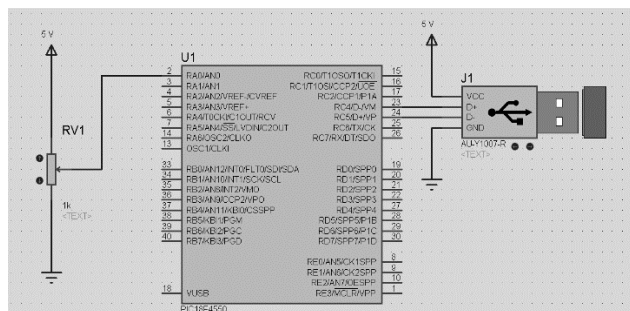 5 V
RV1
1k
<TEXT>
U1
2 RA0/AN0
3 RA1/AN1
4 RA2/AN2/VREF-/CVREF
5 RA3/AN3/VREF+
6 RA4/T0CKI/C1OUT/RCV
7 RA5/AN4/SS/LVDIN/C2OUT
14 RA6/OSC2/CLKO
13 OSC1/CLKI
33 RB0/AN12/INT0/FLT0/SDI/SDA
34 RB1/AN10/INT1/SCK/SCL
35 RB2/AN8/INT2/VMO
36 RB3/AN9/CCP2/VPO
37 RB4/AN11/KBI0/CSSPP
38 RB5/KBI1/PGM
39 RB6/KBI2/PGC
40 RB7/KBI3/PGD
18 VUSB
RC0/T1OSO/T1CKI 15
RC1/T1OSI/CCP2/UOE 16
RC2/CCP1/P1A 17
RC4/D-/VM 23
RC5/D+/VP 24
RC6/TX/CK 25
RC7/RX/DT/SDO 26
RD0/SPP0 19
RD1/SPP1 20
RD2/SPP2 21
RD3/SPP3 22
RD4/SPP4 27
RD5/SPP5/P1B 28
RD6/SPP6/P1C 29
RD7/SPP7/P1D 30
RE0/AN5/CK1SPP 8
RE1/AN6/CK2SPP 9
RE2/AN7/OESPP 10
RE3/MCLR/VPP 1
PIC18F4550
5 V
J1
VCC
D+
D-
GND
AU-Y1007-R
<TEXT>